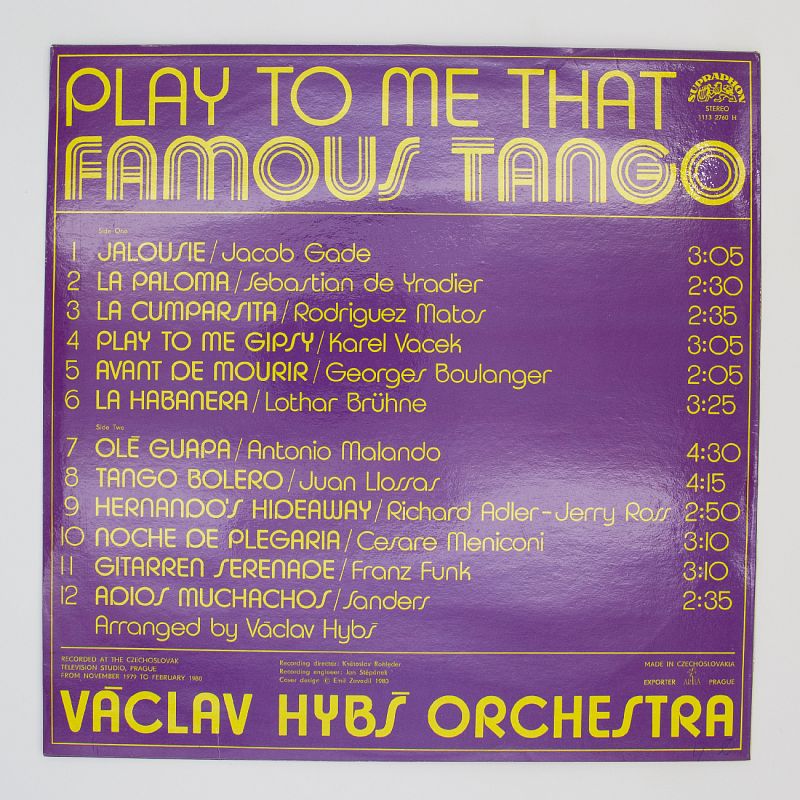 PLAY TO ME THAT
FAMOUS TANGO
SUPRAPHON
STEREO
1113 2760 H
Side One
1 JALOUSIE / Jacob Gade 3:05
2 LA PALOMA / Sebastian de Yradier 2:30
3 LA CUMPARSITA / Rodriguez Matos 2:35
4 PLAY TO ME GIPSY / Karel Vacek 3:05
5 AVANT DE MOURIR / Georges Boulanger 2:05
6 LA HABANERA / Lothar Brühne 3:25
Side Two
7 OLÉ GUAPA / Antonio Malando 4:30
8 TANGO BOLERO / Juan Llossas 4:15
9 HERNANDO'S HIDEAWAY / Richard Adler - Jerry Ross 2:50
10 NOCHE DE PLEGARIA / Cesare Meniconi 3:10
11 GITARREN SERENADE / Franz Funk 3:10
12 ADIOS MUCHACHOS / Sanders 2:35
Arranged by Václav Hybš
RECORDED AT THE CZECHOSLOVAK
TELEVISION STUDIO, PRAGUE
FROM NOVEMBER 1979 TO FEBRUARY 1980
Recording director: Květoslav Rohleder
Recording engineer: Jan Štěpánek
Cover design © Emil Zavadil 1980
MADE IN CZECHOSLOVAKIA
EXPORTER ARTIA PRAGUE
VÁCLAV HYBŠ ORCHESTRA